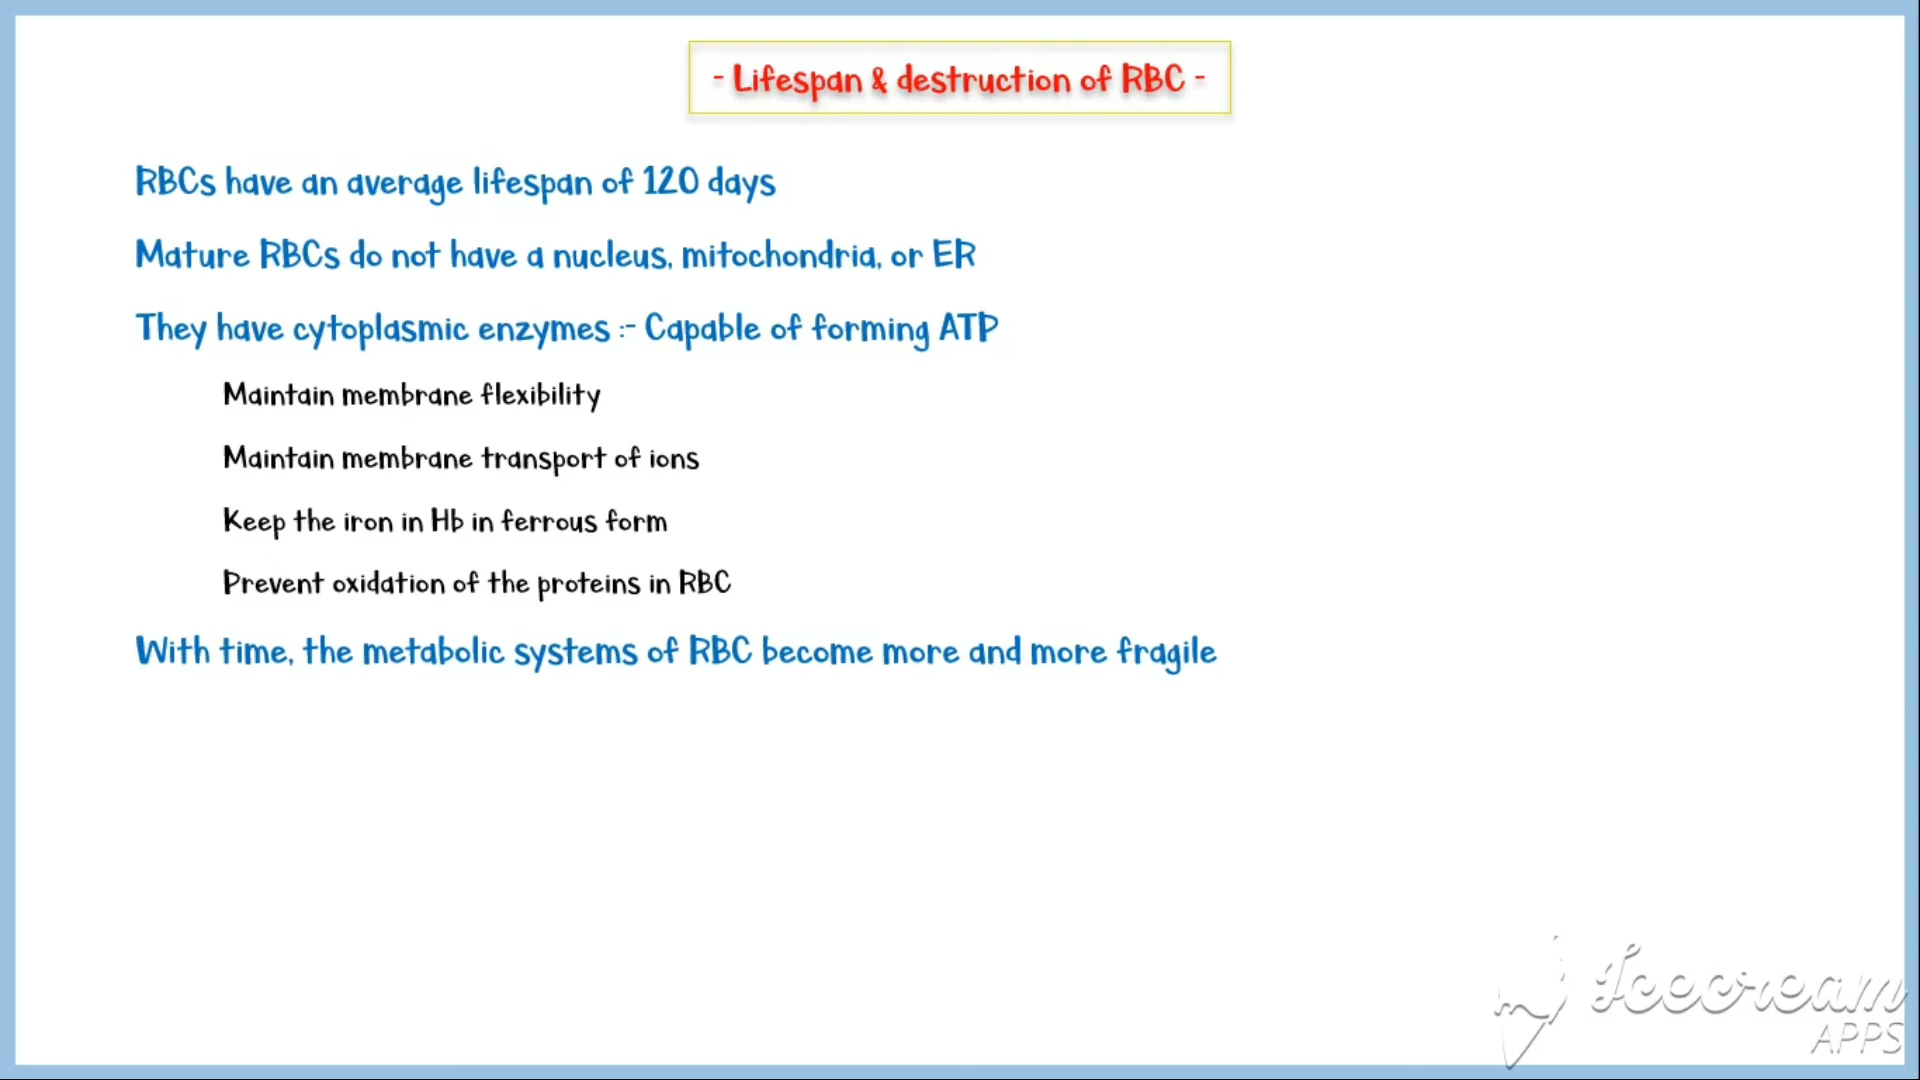 - Lifespan & destruction of RBC -
RBCs have an average lifespan of 120 days
Mature RBCs do not have a nucleus, mitochondria, or ER
They have cytoplasmic enzymes :- Capable of forming ATP
Maintain membrane flexibility
Maintain membrane transport of ions
Keep the iron in Hb in ferrous form
Prevent oxidation of the proteins in RBC
With time, the metabolic systems of RBC become more and more fragile
Icecream
APPS